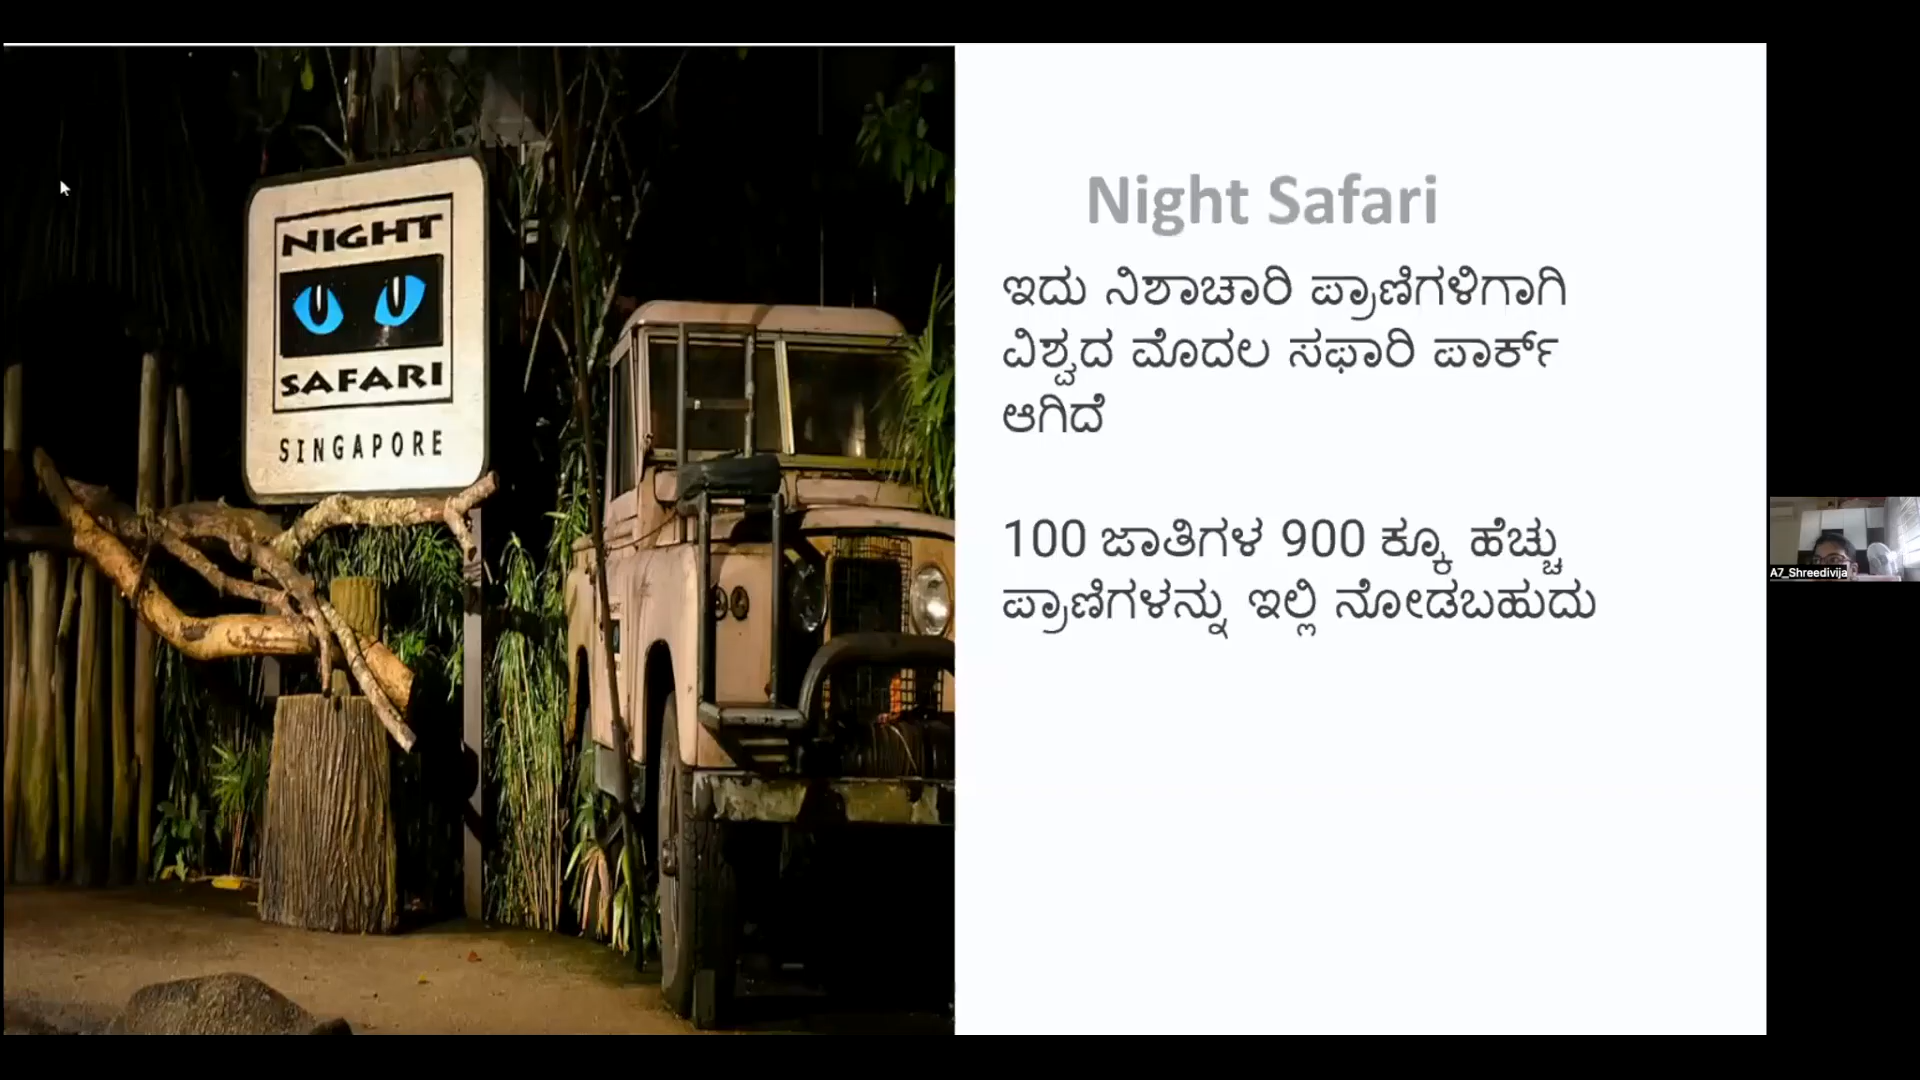 NIGHT
SAFARI
SINGAPORE
Night Safari
ಇದು ನಿಶಾಚಾರಿ ಪ್ರಾಣಿಗಳಿಗಾಗಿ
ವಿಶ್ವದ ಮೊದಲ ಸಫಾರಿ ಪಾರ್ಕ್
ಆಗಿದೆ
100 ಜಾತಿಗಳ 900 ಕ್ಕೂ ಹೆಚ್ಚು
ಪ್ರಾಣಿಗಳನ್ನು ಇಲ್ಲಿ ನೋಡಬಹುದು
A7_Shreedivija